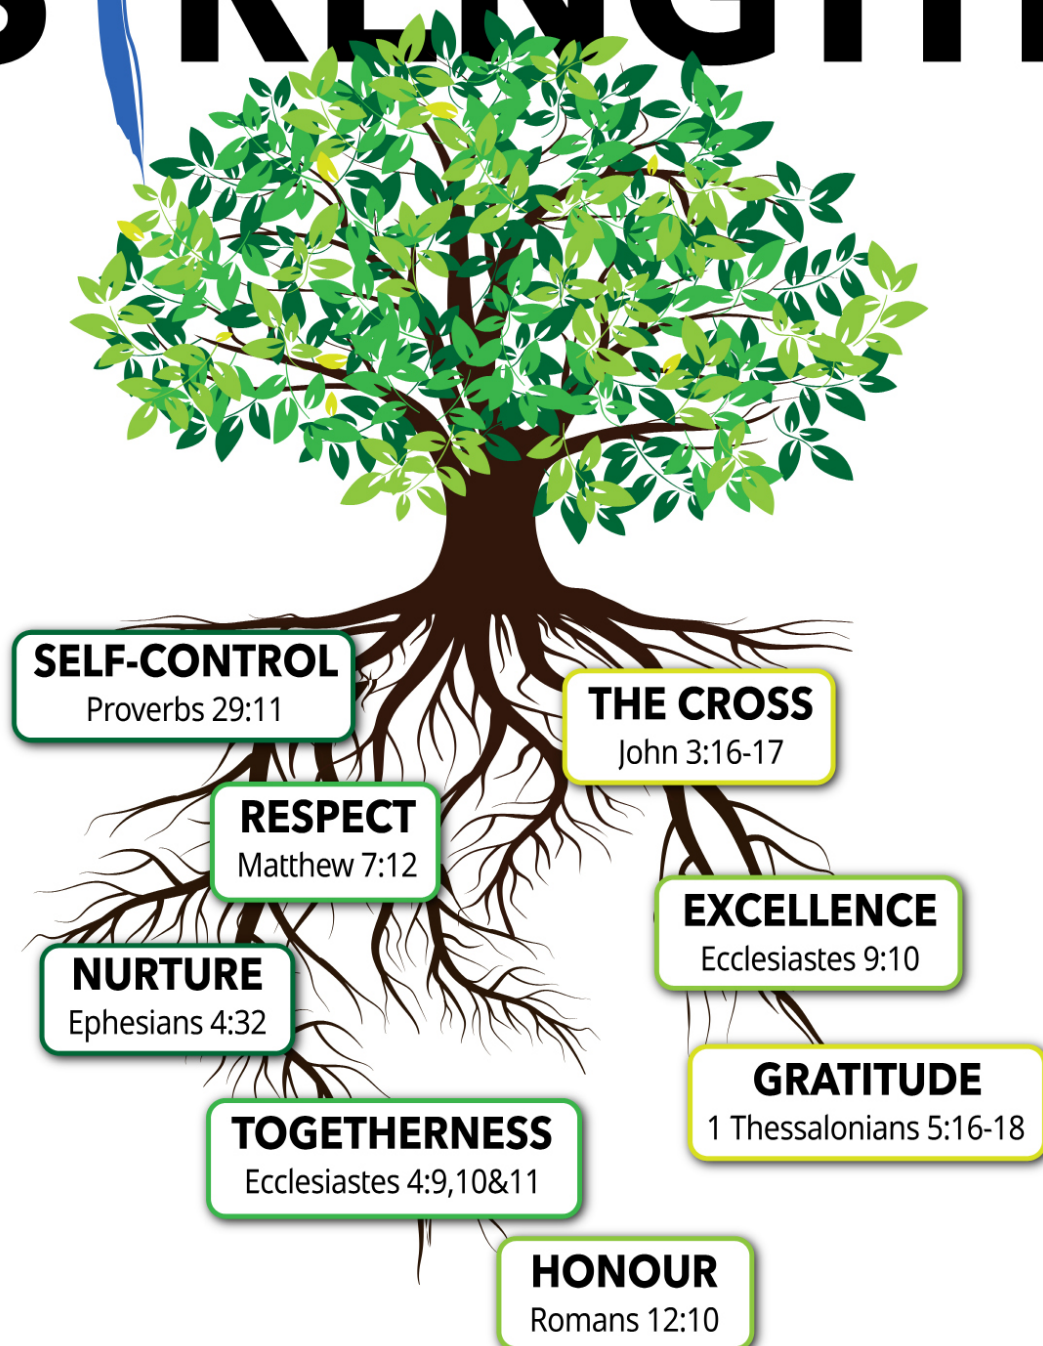 STRENGTH
SELF-CONTROL
Proverbs 29:11
THE CROSS
John 3:16-17
RESPECT
Matthew 7:12
EXCELLENCE
Ecclesiastes 9:10
NURTURE
Ephesians 4:32
GRATITUDE
1 Thessalonians 5:16-18
TOGETHERNESS
Ecclesiastes 4:9,10&11
HONOUR
Romans 12:10